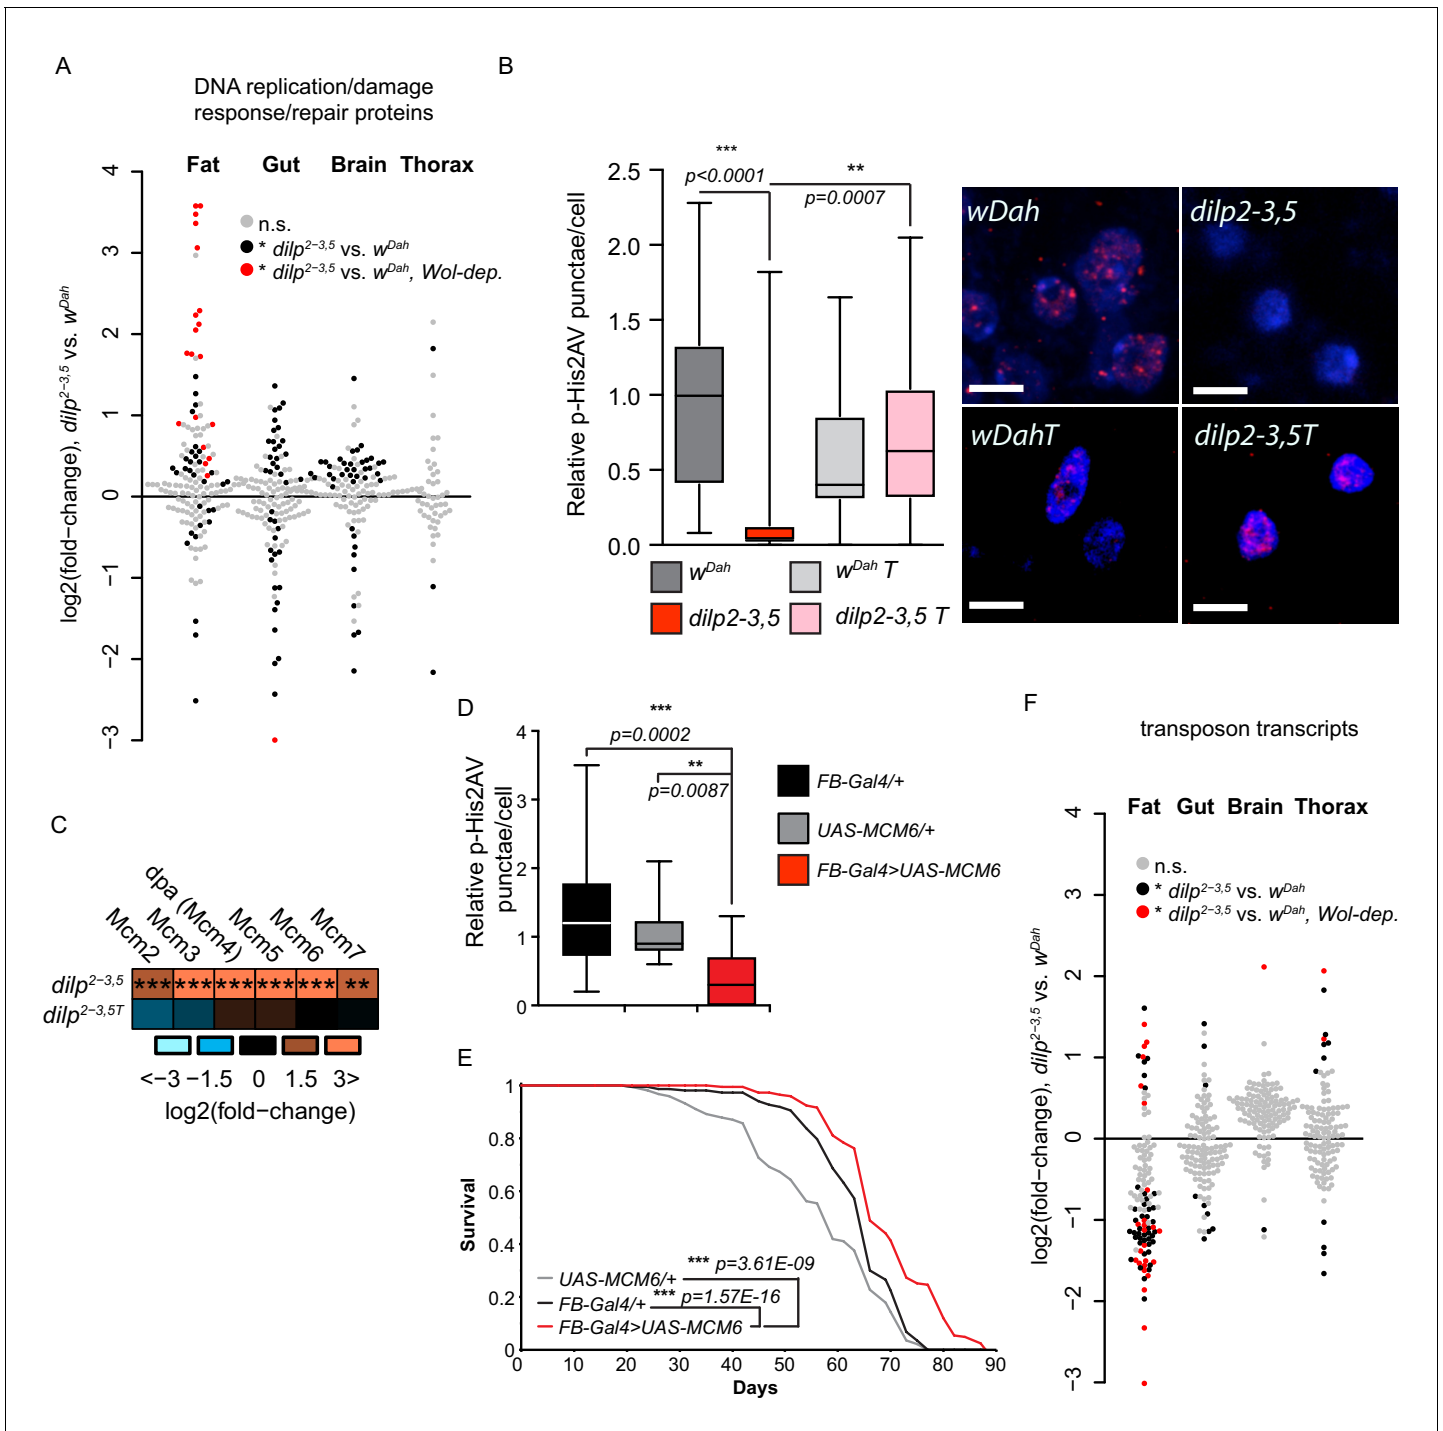 A
DNA replication/damage
response/repair proteins
Fat Gut Brain Thorax
4
3
2
1
0
−1
−2
−3
log2(fold−change), dilp2−3,5 vs. wDah
n.s.
* dilp2−3,5 vs. wDah
* dilp2−3,5 vs. wDah, Wol-dep.
B
***
p<0.0001
**
p=0.0007
2.5
2.0
1.5
1.0
0.5
0.0
Relative p-His2AV punctae/cell
wDah
wDah T
dilp2-3,5
dilp2-3,5 T
wDah
dilp2-3,5
wDahT
dilp2-3,5T
C
Mcm2
Mcm3
dpa (Mcm4)
Mcm5
Mcm6
Mcm7
dilp2−3,5
*** *** *** *** *** **
dilp2−3,5T
<−3 −1.5 0 1.5 3>
log2(fold−change)
D
***
p=0.0002
**
p=0.0087
4
3
2
1
0
Relative p-His2AV
punctae/cell
FB-Gal4/+
UAS-MCM6/+
FB-Gal4>UAS-MCM6
E
1
0.8
0.6
0.4
0.2
0
Survival
UAS-MCM6/+
*** p=3.61E-09
FB-Gal4/+
*** p=1.57E-16
FB-Gal4>UAS-MCM6
0 10 20 30 40 50 60 70 80 90
Days
F
transposon transcripts
Fat Gut Brain Thorax
4
3
2
1
0
−1
−2
−3
log2(fold−change), dilp2−3,5 vs. wDah
n.s.
* dilp2−3,5 vs. wDah
* dilp2−3,5 vs. wDah, Wol-dep.